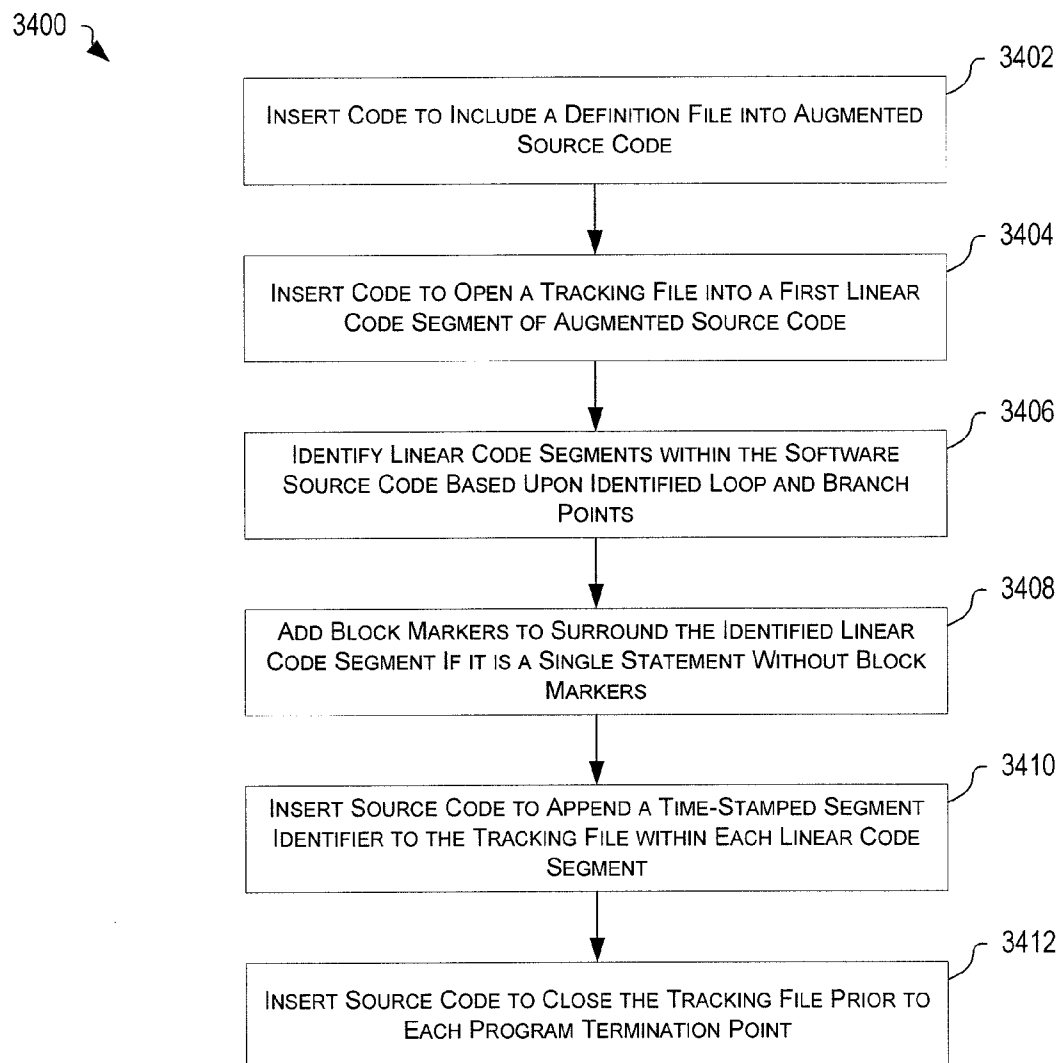 3400
3402
INSERT CODE TO INCLUDE A DEFINITION FILE INTO AUGMENTED
SOURCE CODE
3404
INSERT CODE TO OPEN A TRACKING FILE INTO A FIRST LINEAR
CODE SEGMENT OF AUGMENTED SOURCE CODE
3406
IDENTIFY LINEAR CODE SEGMENTS WITHIN THE SOFTWARE
SOURCE CODE BASED UPON IDENTIFIED LOOP AND BRANCH
POINTS
3408
ADD BLOCK MARKERS TO SURROUND THE IDENTIFIED LINEAR
CODE SEGMENT IF IT IS A SINGLE STATEMENT WITHOUT BLOCK
MARKERS
3410
INSERT SOURCE CODE TO APPEND A TIME-STAMPED SEGMENT
IDENTIFIER TO THE TRACKING FILE WITHIN EACH LINEAR CODE
SEGMENT
3412
INSERT SOURCE CODE TO CLOSE THE TRACKING FILE PRIOR TO
EACH PROGRAM TERMINATION POINT